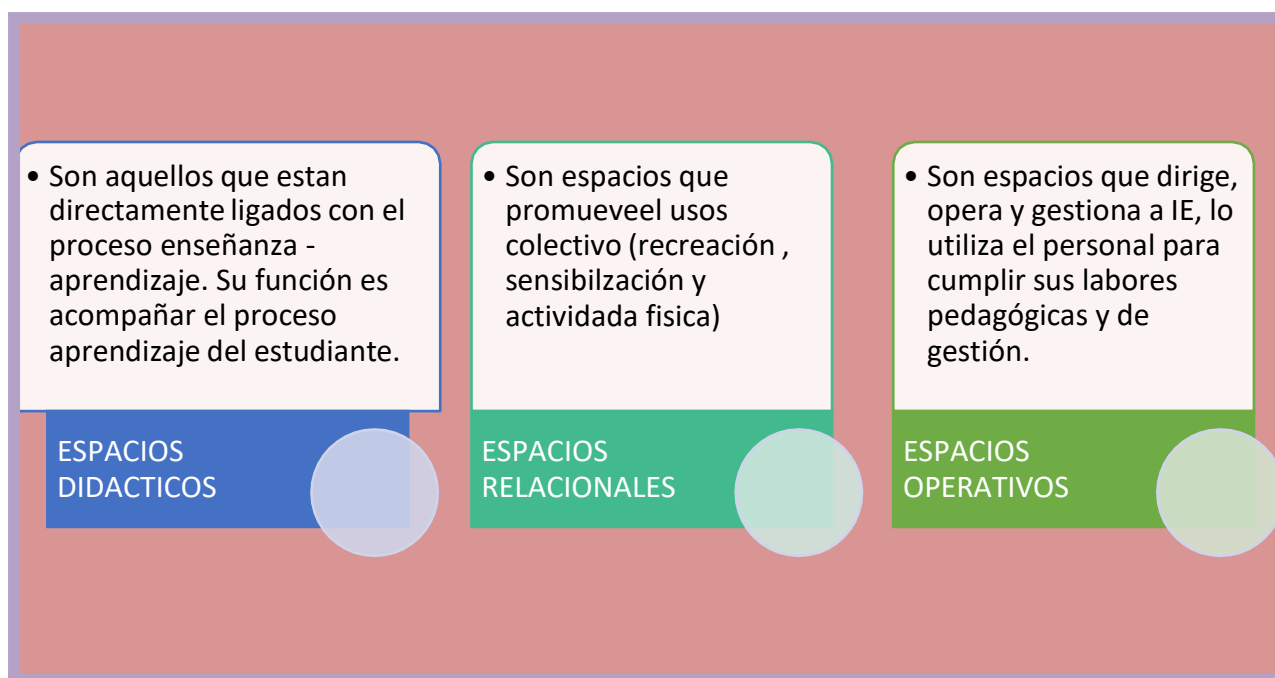 • Son aquellos que estan
directamente ligados con el
proceso enseñanza -
aprendizaje. Su función es
acompañar el proceso
aprendizaje del estudiante.
ESPACIOS
DIDACTICOS
• Son espacios que
promueveel usos
colectivo (recreación ,
sensibilzación y
actividada fisica)
ESPACIOS
RELACIONALES
• Son espacios que dirige,
opera y gestiona a IE, lo
utiliza el personal para
cumplir sus labores
pedagógicas y de
gestión.
ESPACIOS
OPERATIVOS